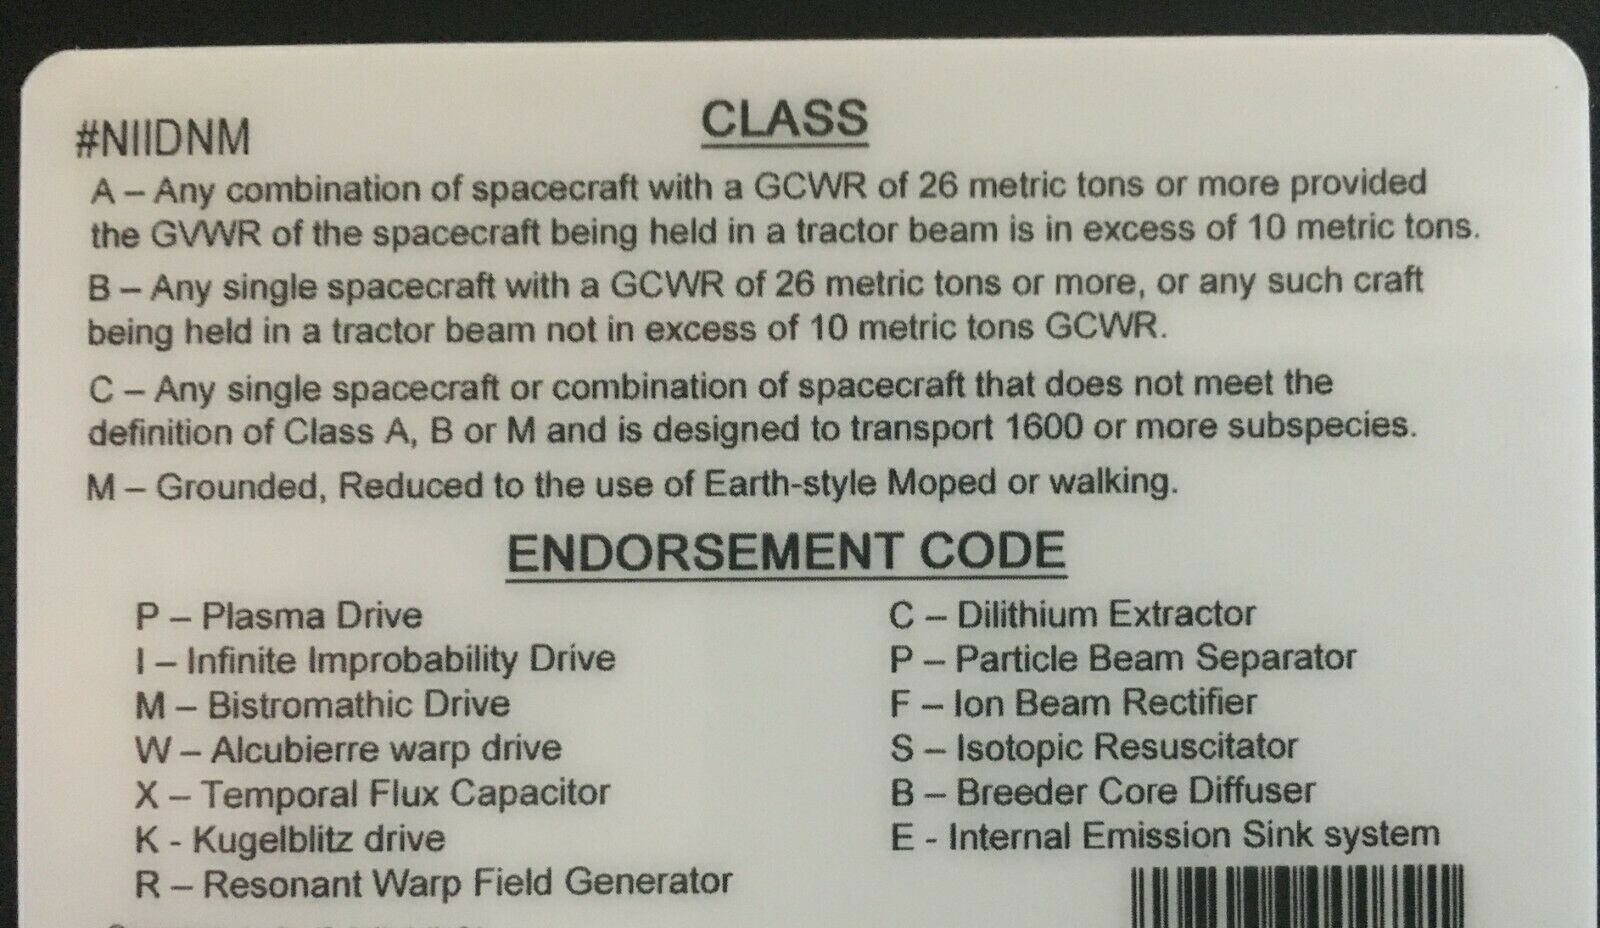 #NIIDNM
CLASS
A – Any combination of spacecraft with a GCWR of 26 metric tons or more provided
the GVWR of the spacecraft being held in a tractor beam is in excess of 10 metric tons.
B – Any single spacecraft with a GCWR of 26 metric tons or more, or any such craft
being held in a tractor beam not in excess of 10 metric tons GCWR.
C – Any single spacecraft or combination of spacecraft that does not meet the
definition of Class A, B or M and is designed to transport 1600 or more subspecies.
M – Grounded, Reduced to the use of Earth-style Moped or walking.
ENDORSEMENT CODE
P – Plasma Drive
I – Infinite Improbability Drive
M – Bistromathic Drive
W – Alcubierre warp drive
X – Temporal Flux Capacitor
K - Kugelblitz drive
R – Resonant Warp Field Generator
C – Dilithium Extractor
P – Particle Beam Separator
F – Ion Beam Rectifier
S – Isotopic Resuscitator
B – Breeder Core Diffuser
E - Internal Emission Sink system